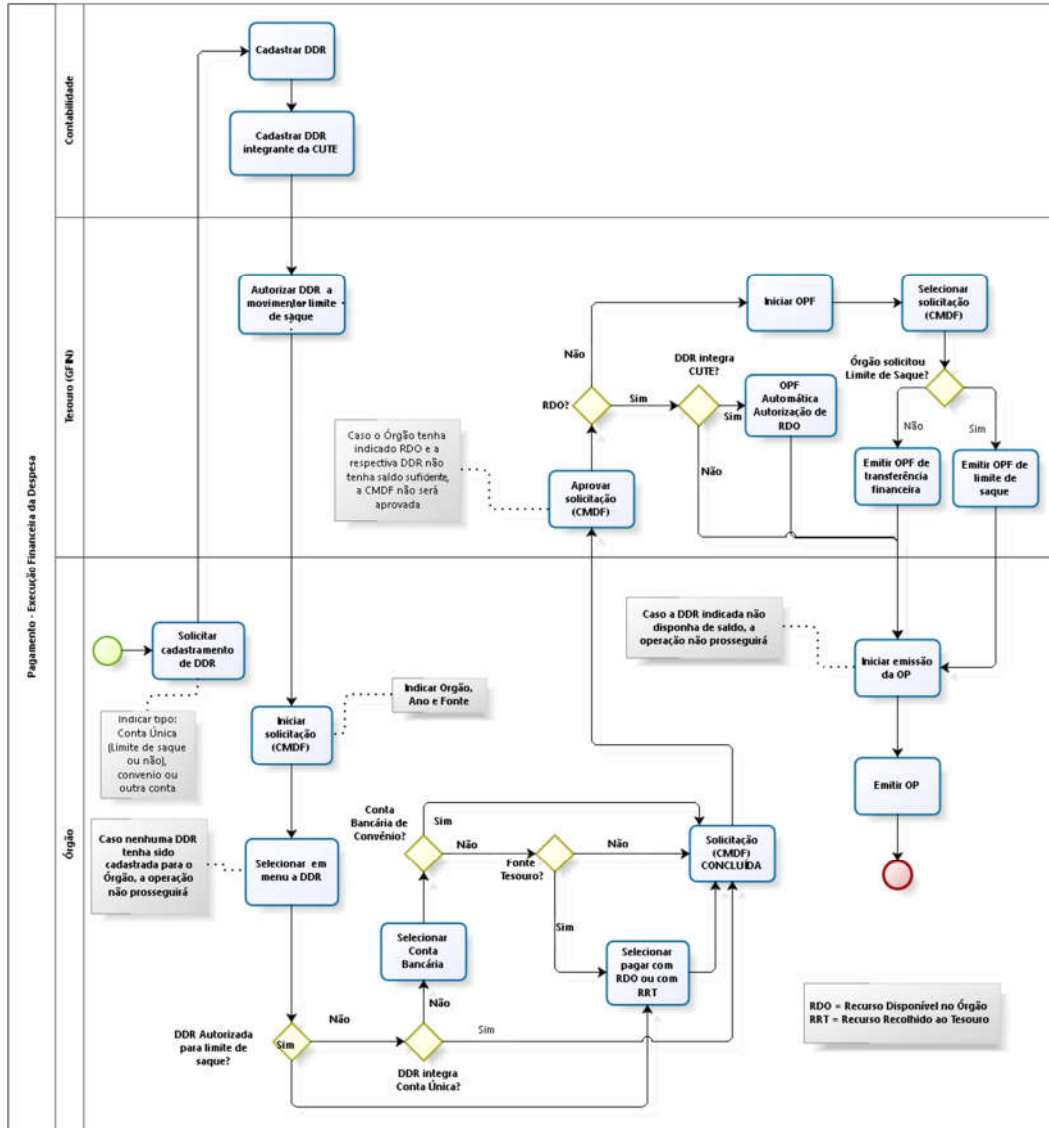 Pagamento - Execução Financeira da Despesa
Contabilidade
Cadastrar DDR
Cadastrar DDR
integrante da CUTE
Tesouro (GFIN)
Autorizar DDR a
movimentar limite
de saque
Iniciar OPF
Selecionar
solicitação
(CMDF)
Não
DDR integra
CUTE?
Órgão solicitou
Limite de Saque?
RDO?
Sim
Sim
OPF
Automática
Autorização de
RDO
Não
Sim
Caso o Órgão tenha
indicado RDO e a
respectiva DDR não
tenha saldo suficiente,
a CMDF não será
aprovada
Aprovar
solicitação
(CMDF)
Não
Emitir OPF de
transferência
financeira
Emitir OPF de
limite de
saque
Órgão
Solicitar
cadastramento
de DDR
Caso a DDR indicada não
disponha de saldo, a
operação não prosseguirá
Iniciar emissão
da OP
Indicar tipo:
Conta Única
(Limite de saque
ou não),
convenio ou
outra conta
Iniciar
solicitação
(CMDF)
Indicar Orgão,
Ano e Fonte
Emitir OP
Caso nenhuma DDR
tenha sido
cadastrada para o
Órgão, a operação
não prosseguirá
Selecionar em
menu a DDR
Conta
Bancária de
Convênio?
Sim
Não
Fonte
Tesouro?
Não
Solicitação
(CMDF)
CONCLUÍDA
Selecionar
Conta
Bancária
Sim
Selecionar
pagar com
RDO ou com
RRT
DDR Autorizada
para limite de
saque?
Sim
Não
Não
Sim
DDR integra
Conta Única?
RDO = Recurso Disponível no Órgão
RRT = Recurso Recolhido ao Tesouro